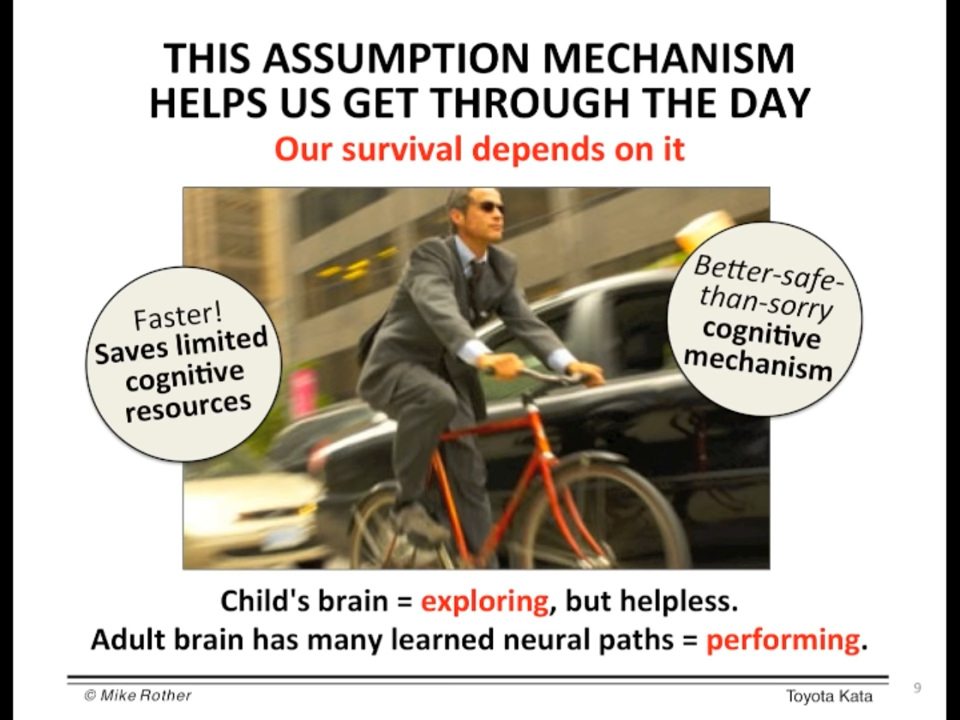 THIS ASSUMPTION MECHANISM
HELPS US GET THROUGH THE DAY
Our survival depends on it
Faster!
Saves limited
cognitive
resources
Better-safe-
than-sorry
cognitive
mechanism
Child's brain = exploring, but helpless.
Adult brain has many learned neural paths = performing.
© Mike Rother
Toyota Kata
9